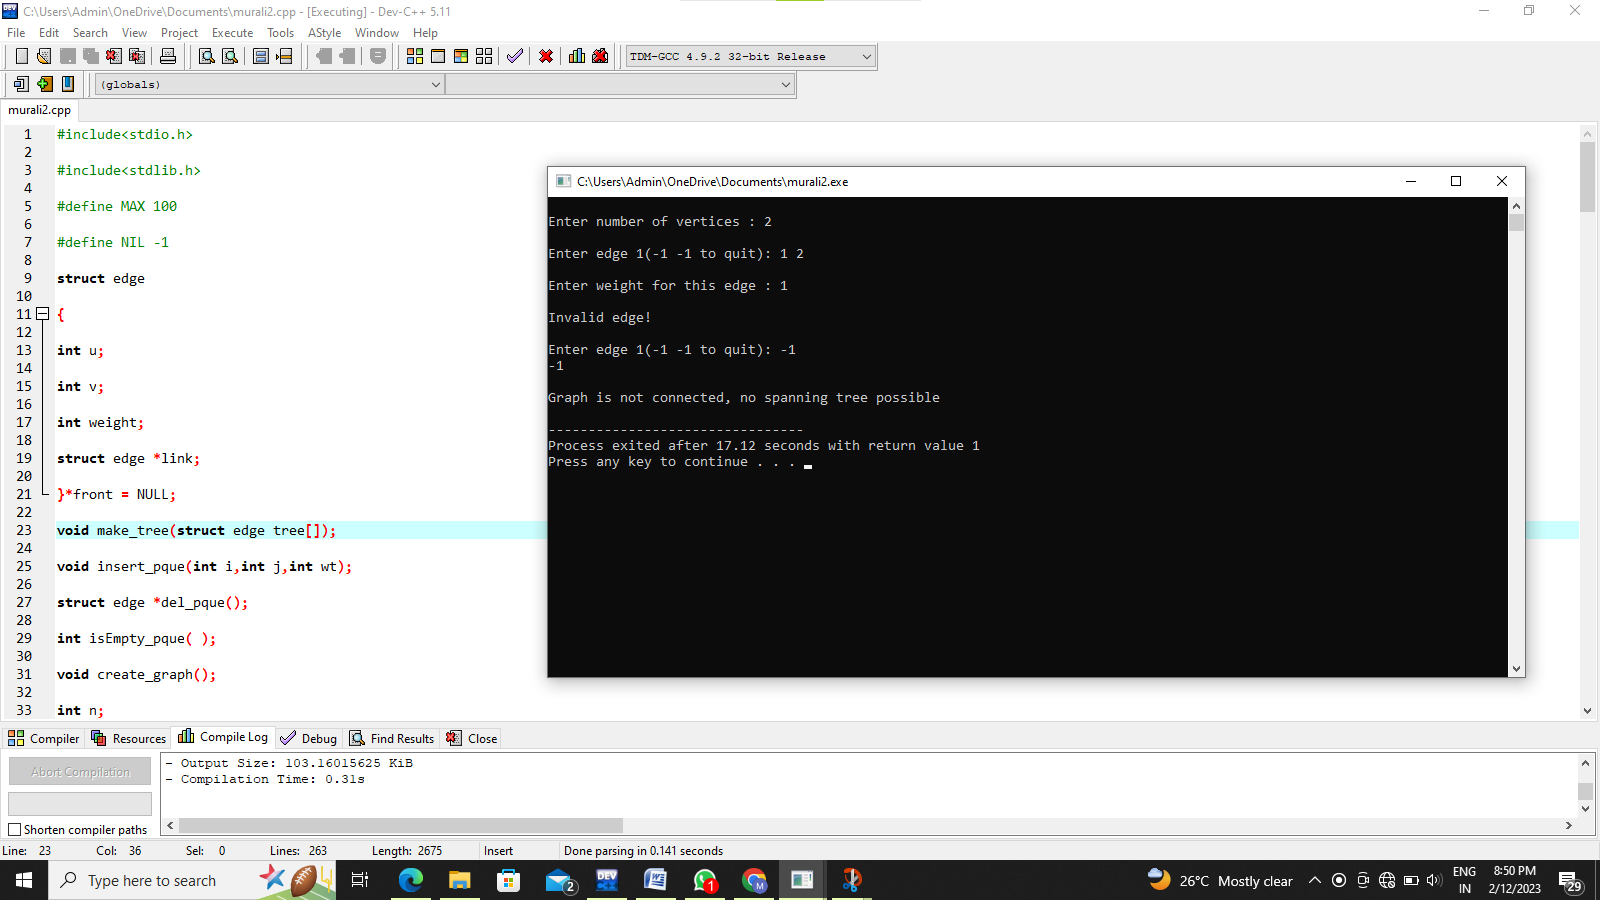 C:\Users\Admin\OneDrive\Documents\murali2.cpp - [Executing] - Dev-C++ 5.11
File Edit Search View Project Execute Tools AStyle Window Help
TDM-GCC 4.9.2 32-bit Release
(globals)
murali2.cpp
1 #include<stdio.h>
2
3 #include<stdlib.h>
4
5 #define MAX 100
6
7 #define NIL -1
8
9 struct edge
10
11 {
12
13 int u;
14
15 int v;
16
17 int weight;
18
19 struct edge *link;
20
21 }*front = NULL;
22
23 void make_tree(struct edge tree[]);
24
25 void insert_pque(int i,int j,int wt);
26
27 struct edge *del_pque();
28
29 int isEmpty_pque( );
30
31 void create_graph();
32
33 int n;
C:\Users\Admin\OneDrive\Documents\murali2.exe
Enter number of vertices : 2
Enter edge 1(-1 -1 to quit): 1 2
Enter weight for this edge : 1
Invalid edge!
Enter edge 1(-1 -1 to quit): -1
-1
Graph is not connected, no spanning tree possible
--------------------------------
Process exited after 17.12 seconds with return value 1
Press any key to continue . . .
Compiler Resources Compile Log Debug Find Results Close
Abort Compilation
Shorten compiler paths
- Output Size: 103.16015625 KiB
- Compilation Time: 0.31s
Line: 23 Col: 36 Sel: 0 Lines: 263 Length: 2675 Insert Done parsing in 0.141 seconds
Type here to search
DEV
2
1
M
26°C Mostly clear
ENG
IN
8:50 PM
2/12/2023
29